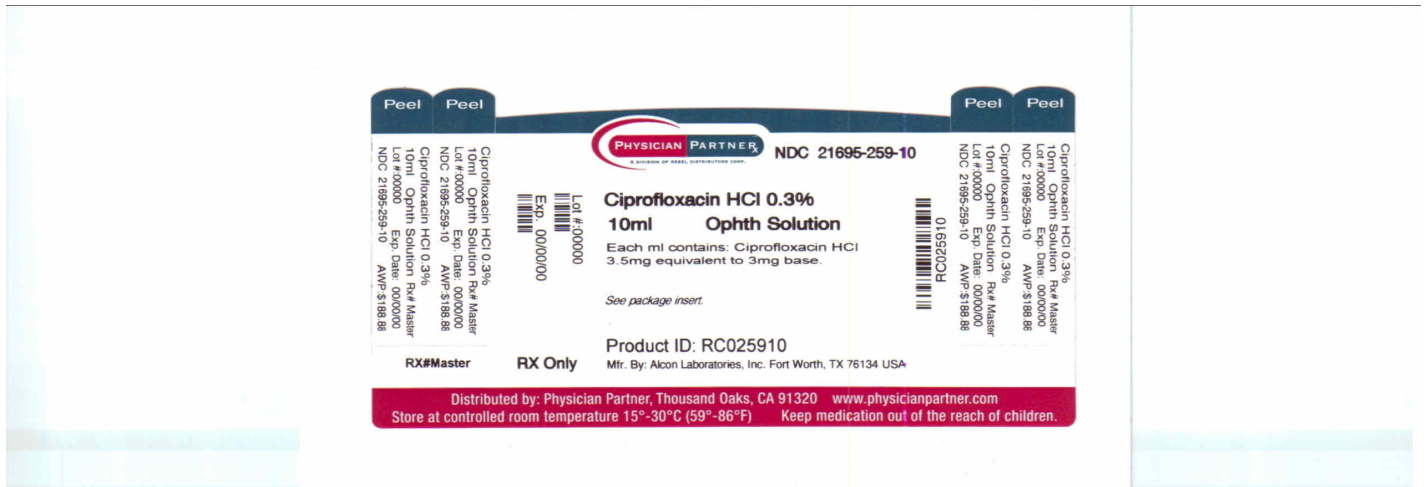 Peel Peel
Ciprofloxacin HCl 0.3%
10ml Ophth Solution Rx# Master
Lot #:00000 Exp. Date: 00/00/00
NDC 21695-259-10 AWP:$188.88
Ciprofloxacin HCl 0.3%
10ml Ophth Solution Rx# Master
Lot #:00000 Exp. Date: 00/00/00
NDC 21695-259-10 AWP:$188.88
RX#Master
Lot #:00000
Exp. 00/00/00
RX Only
PHYSICIAN PARTNER Rx
A DIVISION OF REBEL DISTRIBUTORS CORP.
NDC 21695-259-10
Ciprofloxacin HCl 0.3%
10ml Ophth Solution
Each ml contains: Ciprofloxacin HCl
3.5mg equivalent to 3mg base.
See package insert.
Product ID: RC025910
Mfr. By: Alcon Laboratories, Inc. Fort Worth, TX 76134 USA
RC025910
Peel Peel
Ciprofloxacin HCl 0.3%
10ml Ophth Solution Rx# Master
Lot #:00000 Exp. Date: 00/00/00
NDC 21695-259-10 AWP:$188.88
Ciprofloxacin HCl 0.3%
10ml Ophth Solution Rx# Master
Lot #:00000 Exp. Date: 00/00/00
NDC 21695-259-10 AWP:$188.88
Distributed by: Physician Partner, Thousand Oaks, CA 91320 www.physicianpartner.com
Store at controlled room temperature 15°-30°C (59°-86°F) Keep medication out of the reach of children.